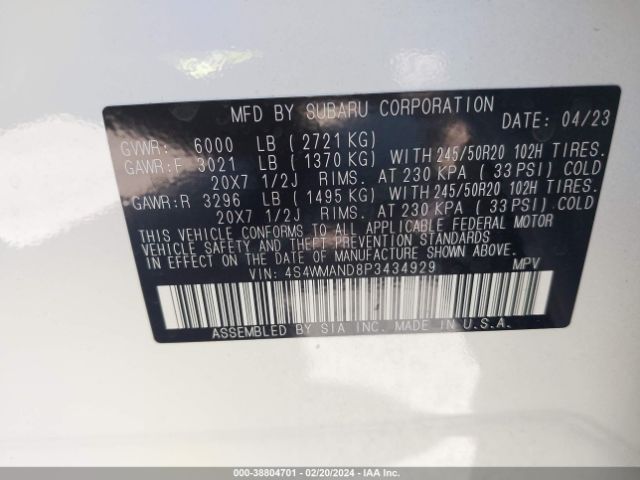 MFD BY SUBARU CORPORATION
DATE: 04/23
GVWR: 6000 LB ( 2721 KG)
GAWR:F 3021 LB ( 1370 KG) WITH 245/50R20 102H TIRES.
20X7 1/2J RIMS. AT 230 KPA ( 33 PSI) COLD
GAWR:R 3296 LB ( 1495 KG) WITH 245/50R20 102H TIRES.
20X7 1/2J RIMS. AT 230 KPA ( 33 PSI) COLD
THIS VEHICLE CONFORMS TO ALL APPLICABLE FEDERAL MOTOR
VEHICLE SAFETY AND THEFT PREVENTION STANDARDS
IN EFFECT ON THE DATE OF MANUFACTURE SHOWN ABOVE.
VIN: 4S4WMAND8P3434929 MPV
ASSEMBLED BY SIA INC. MADE IN U.S.A.
000-38804701 - 02/20/2024 - IAA Inc.